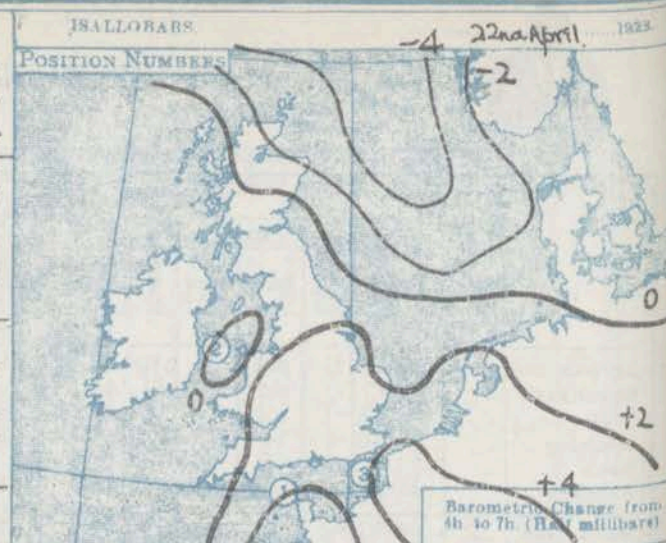 ISALLOBARS 22nd April 1923
POSITION NUMBERS
-4
-2
0
0
+2
+4
Barometric Change from
4h to 7h (Half millibars)